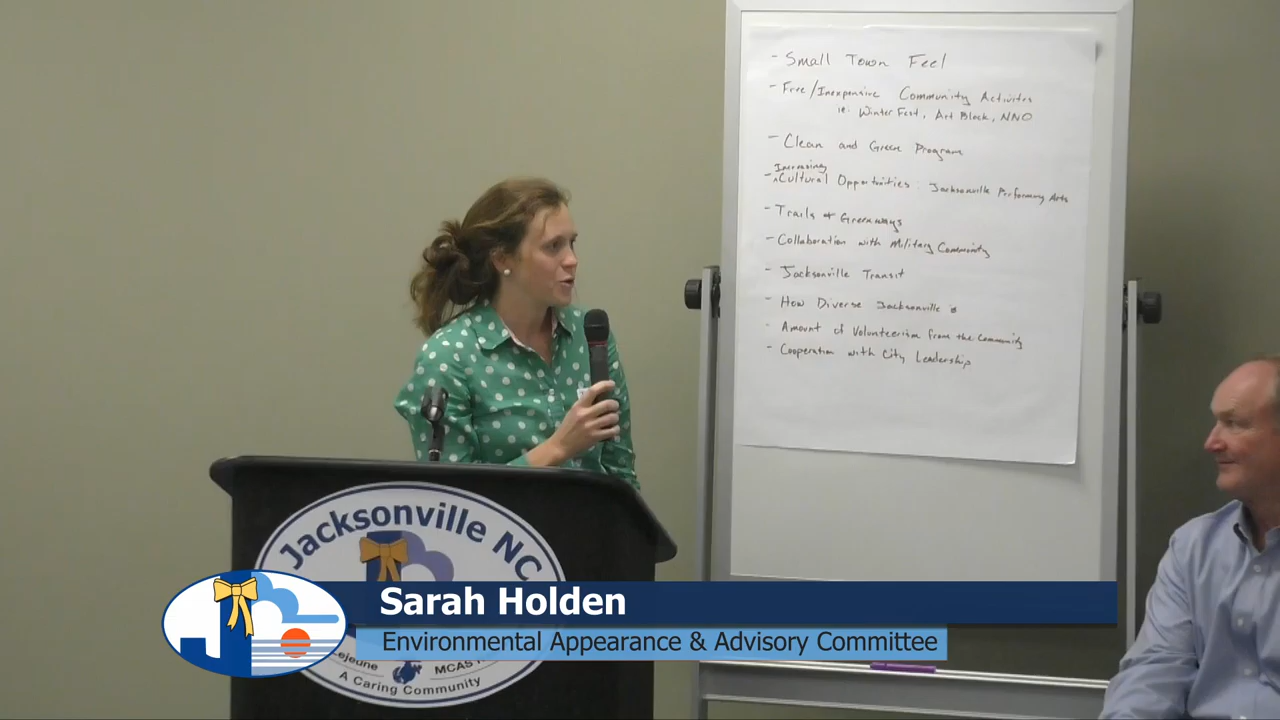 - Small Town Feel
- Free/Inexpensive Community Activites
ie: Winter Fest, Art Block, NNO
- Clean and Green Program
Increasing
- ^Cultural Opportunities: Jacksonville Performing Arts
- Trails + Greenways
- Collaboration with Military Community
- Jacksonville Transit
- How Diverse Jacksonville is
- Amount of Volunteerism from the Community
- Cooperation with City Leadership
Jacksonville NC
Sarah Holden
Environmental Appearance & Advisory Committee
Lejeune MCAS
A Caring Community